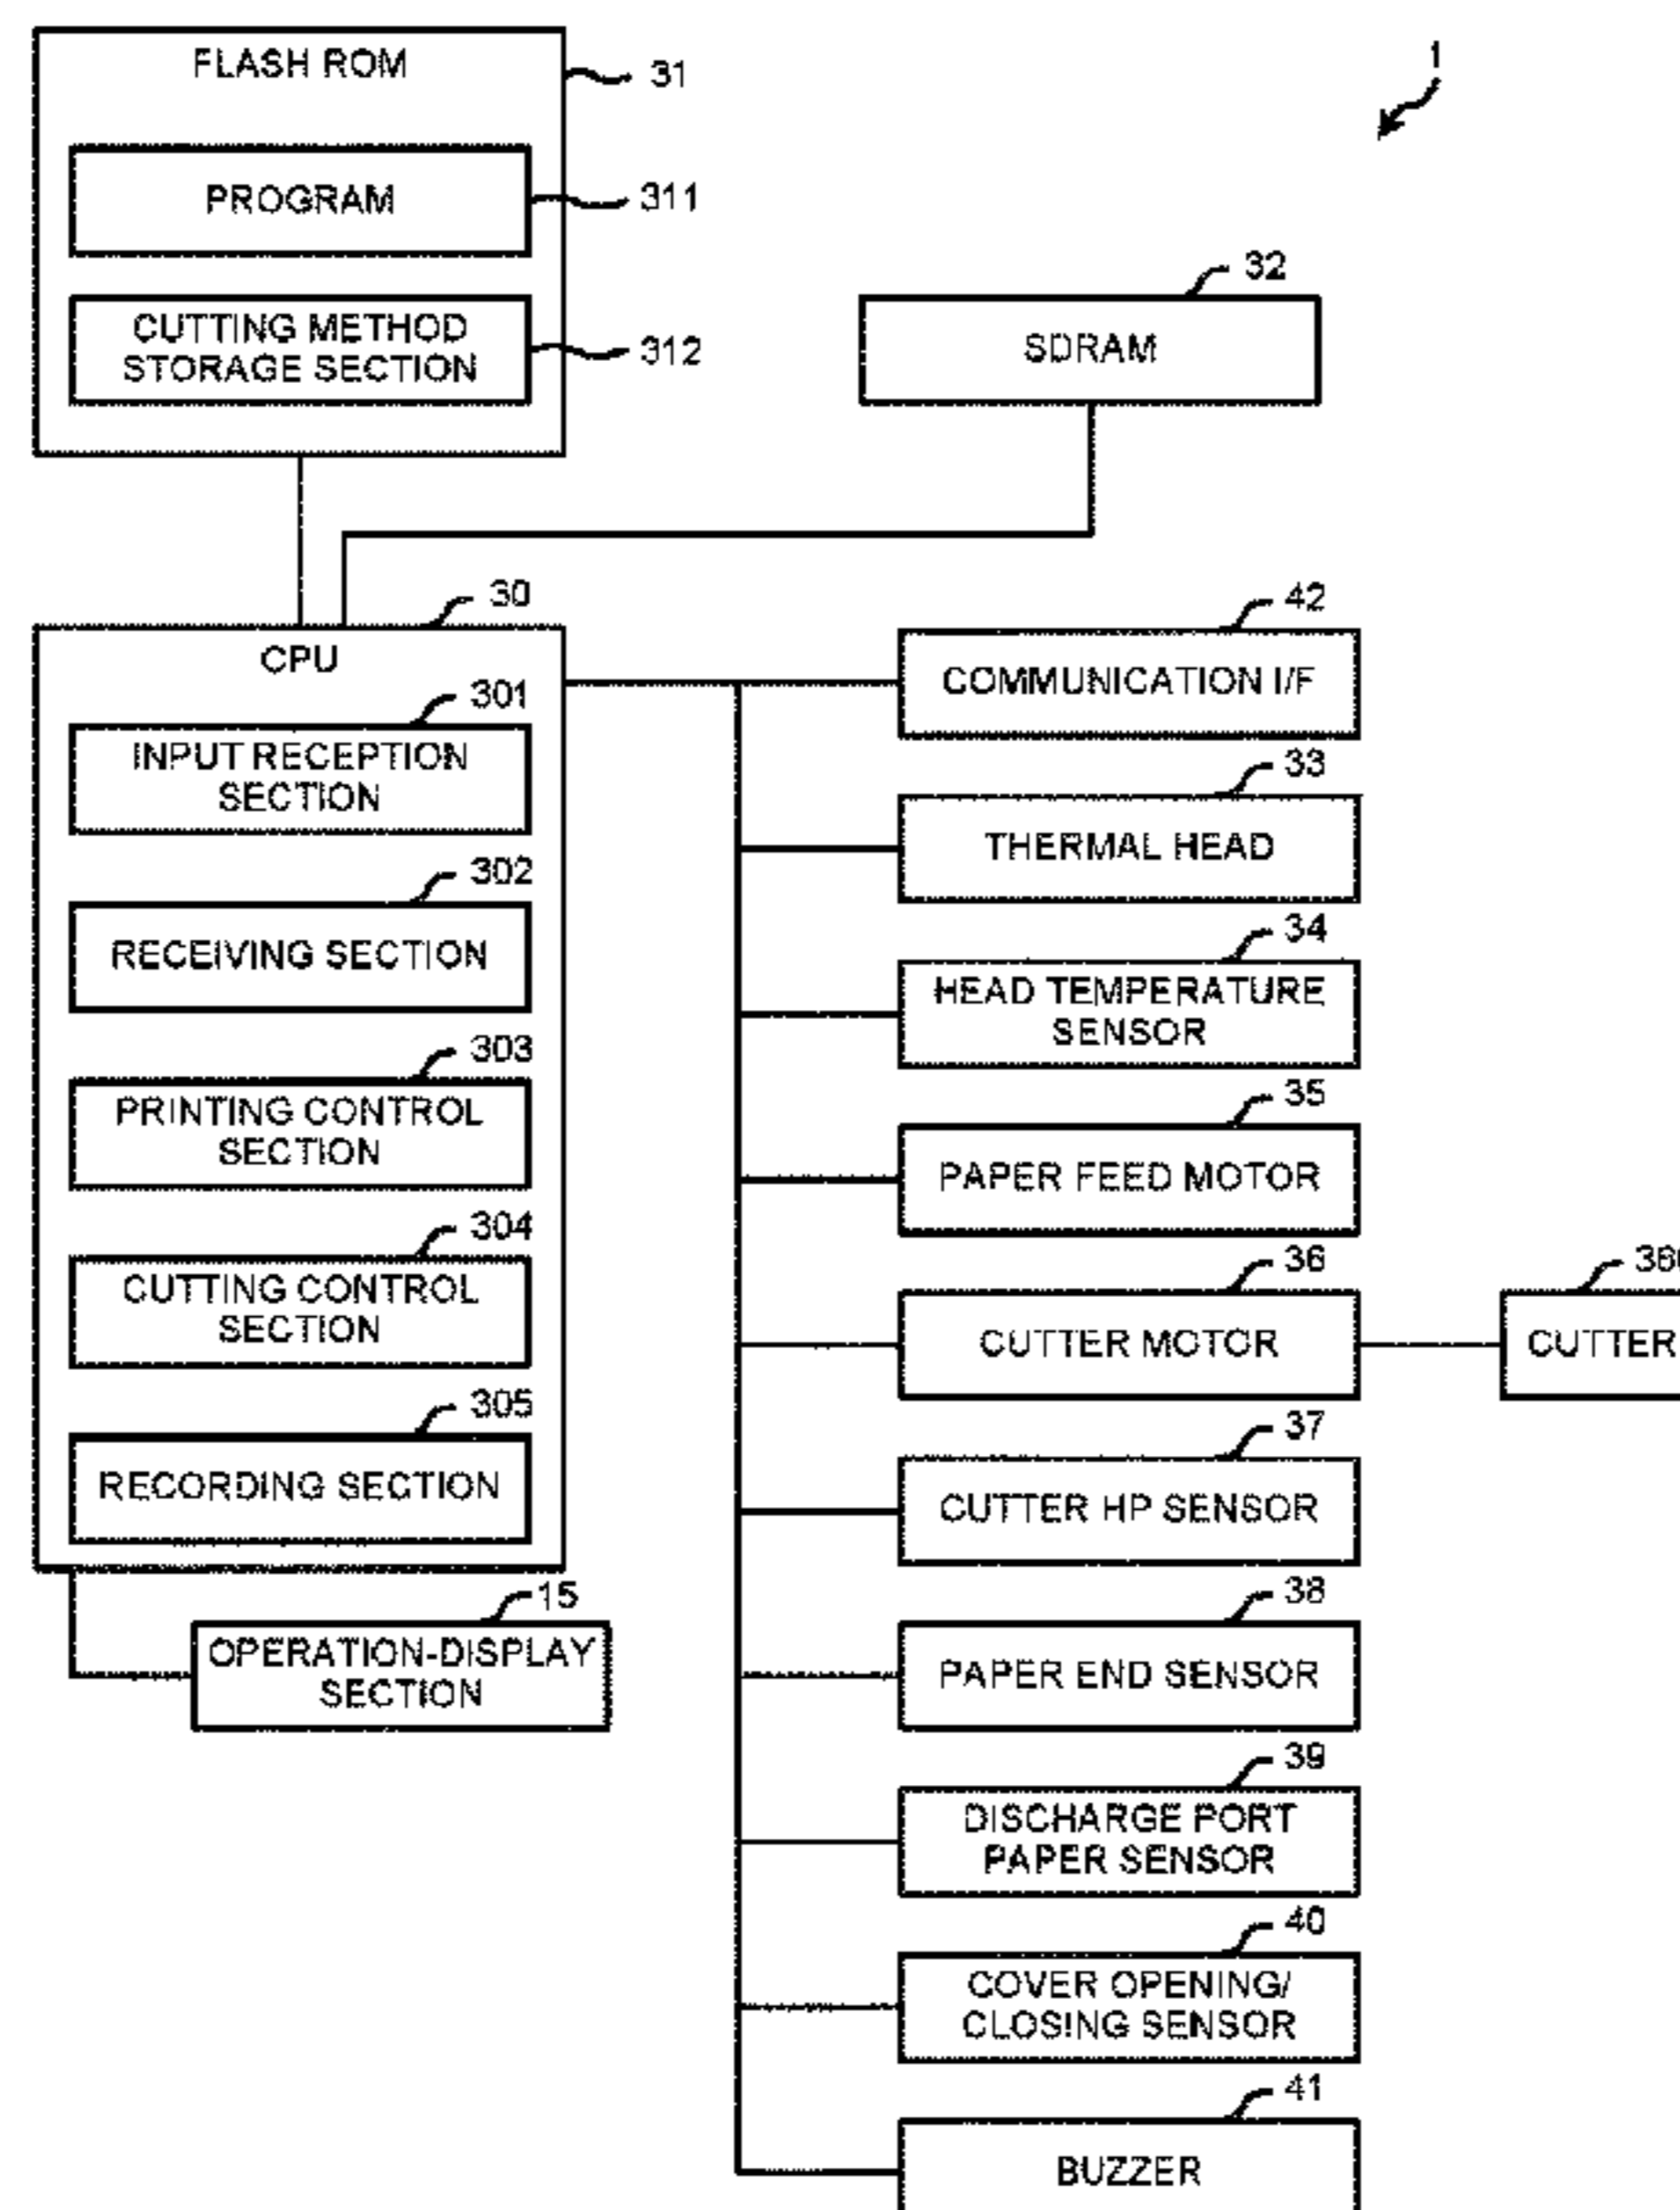 FLASH ROM
31
1
PROGRAM
311
CUTTING METHOD
STORAGE SECTION
312
32
SDRAM
30
CPU
301
INPUT RECEPTION
SECTION
302
RECEIVING SECTION
303
PRINTING CONTROL
SECTION
304
CUTTING CONTROL
SECTION
305
RECORDING SECTION
15
OPERATION-DISPLAY
SECTION
42
COMMUNICATION I/F
33
THERMAL HEAD
34
HEAD TEMPERATURE
SENSOR
35
PAPER FEED MOTOR
36
CUTTER MOTOR
CUTTER
37
CUTTER HP SENSOR
38
PAPER END SENSOR
39
DISCHARGE PORT
PAPER SENSOR
40
COVER OPENING/
CLOSING SENSOR
41
BUZZER